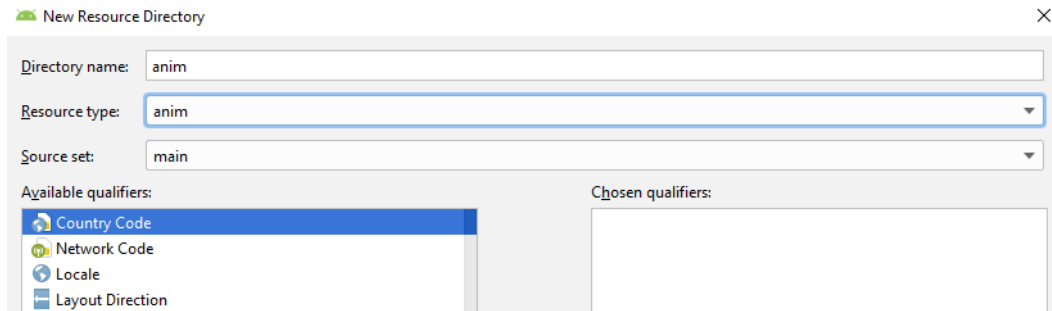 New Resource Directory
Directory name: anim
Resource type: anim
Source set: main
Available qualifiers: Chosen qualifiers:
Country Code
Network Code
Locale
Layout Direction